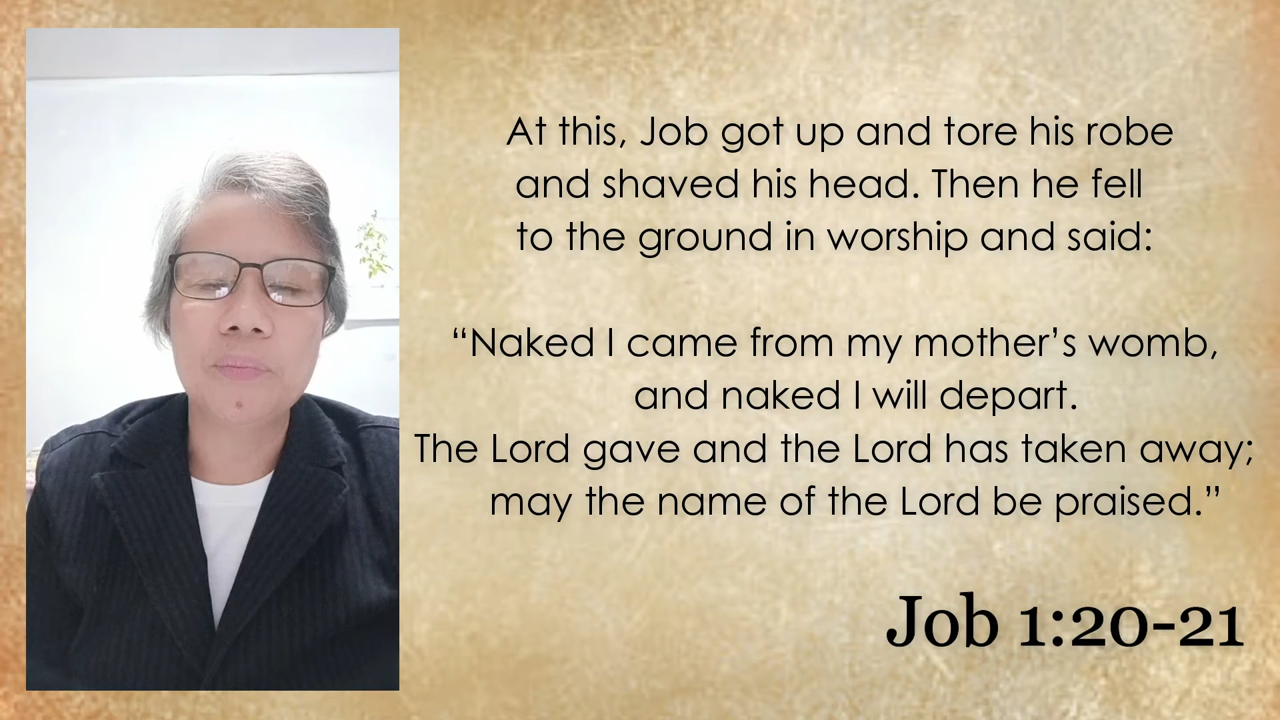 At this, Job got up and tore his robe
and shaved his head. Then he fell
to the ground in worship and said:
“Naked I came from my mother’s womb,
and naked I will depart.
The Lord gave and the Lord has taken away;
may the name of the Lord be praised.”
Job 1:20-21